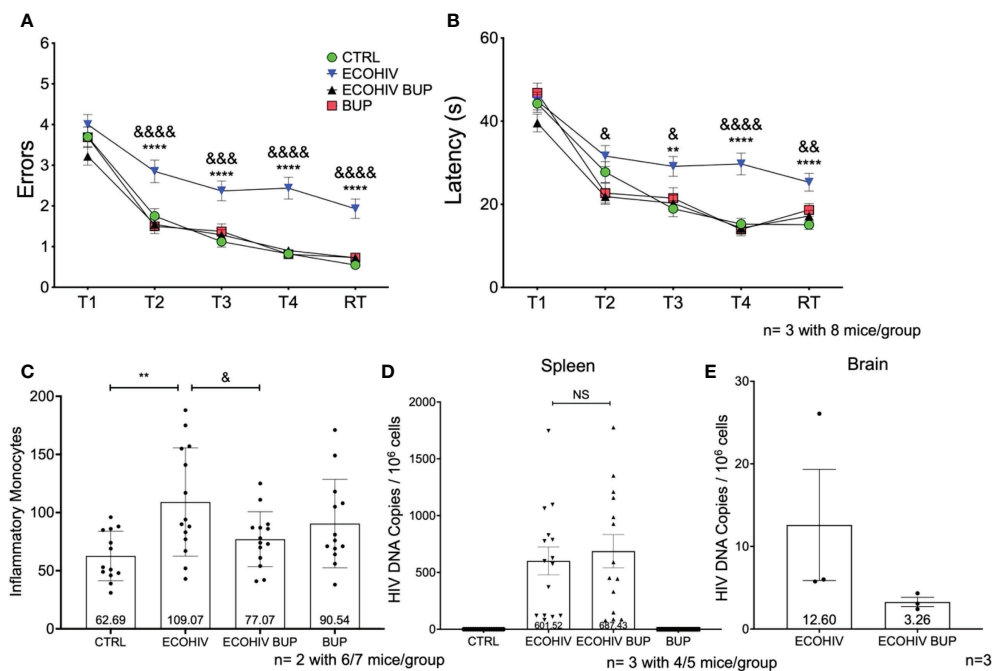 A
Errors
6
5
4
3
2
1
0
&&&&
****
&&&
****
&&&&
****
&&&&
****
CTRL
ECOHIV
ECOHIV BUP
BUP
T1 T2 T3 T4 RT
B
Latency (s)
60
40
20
0
&
&
**
&&&&
****
&&
****
T1 T2 T3 T4 RT
n= 3 with 8 mice/group
C
Inflammatory Monocytes
200
150
100
50
0
**
&
62.69 109.07 77.07 90.54
CTRL ECOHIV ECOHIV BUP BUP
n= 2 with 6/7 mice/group
D
Spleen
HIV DNA Copies / 10⁶ cells
2000
1500
1000
500
0
NS
601.52 687.43
CTRL ECOHIV ECOHIV BUP BUP
n= 3 with 4/5 mice/group
E
Brain
HIV DNA Copies / 10⁶ cells
30
20
10
0
12.60 3.26
ECOHIV ECOHIV BUP
n=3